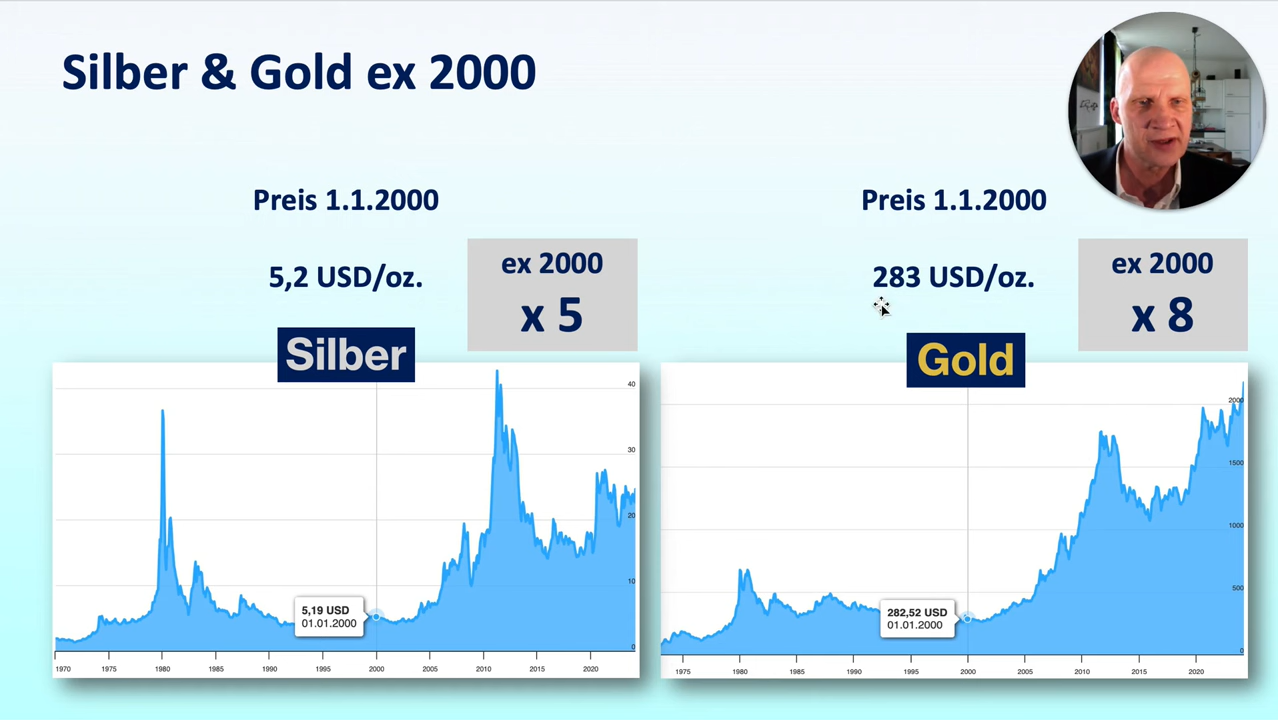 Silber & Gold ex 2000
Preis 1.1.2000
5,2 USD/oz.
ex 2000
x 5
Silber
40
30
20
10
0
5,19 USD
01.01.2000
1970 1975 1980 1985 1990 1995 2000 2005 2010 2015 2020
Preis 1.1.2000
283 USD/oz.
ex 2000
x 8
Gold
2000
1500
1000
500
0
282,52 USD
01.01.2000
1975 1980 1985 1990 1995 2000 2005 2010 2015 2020